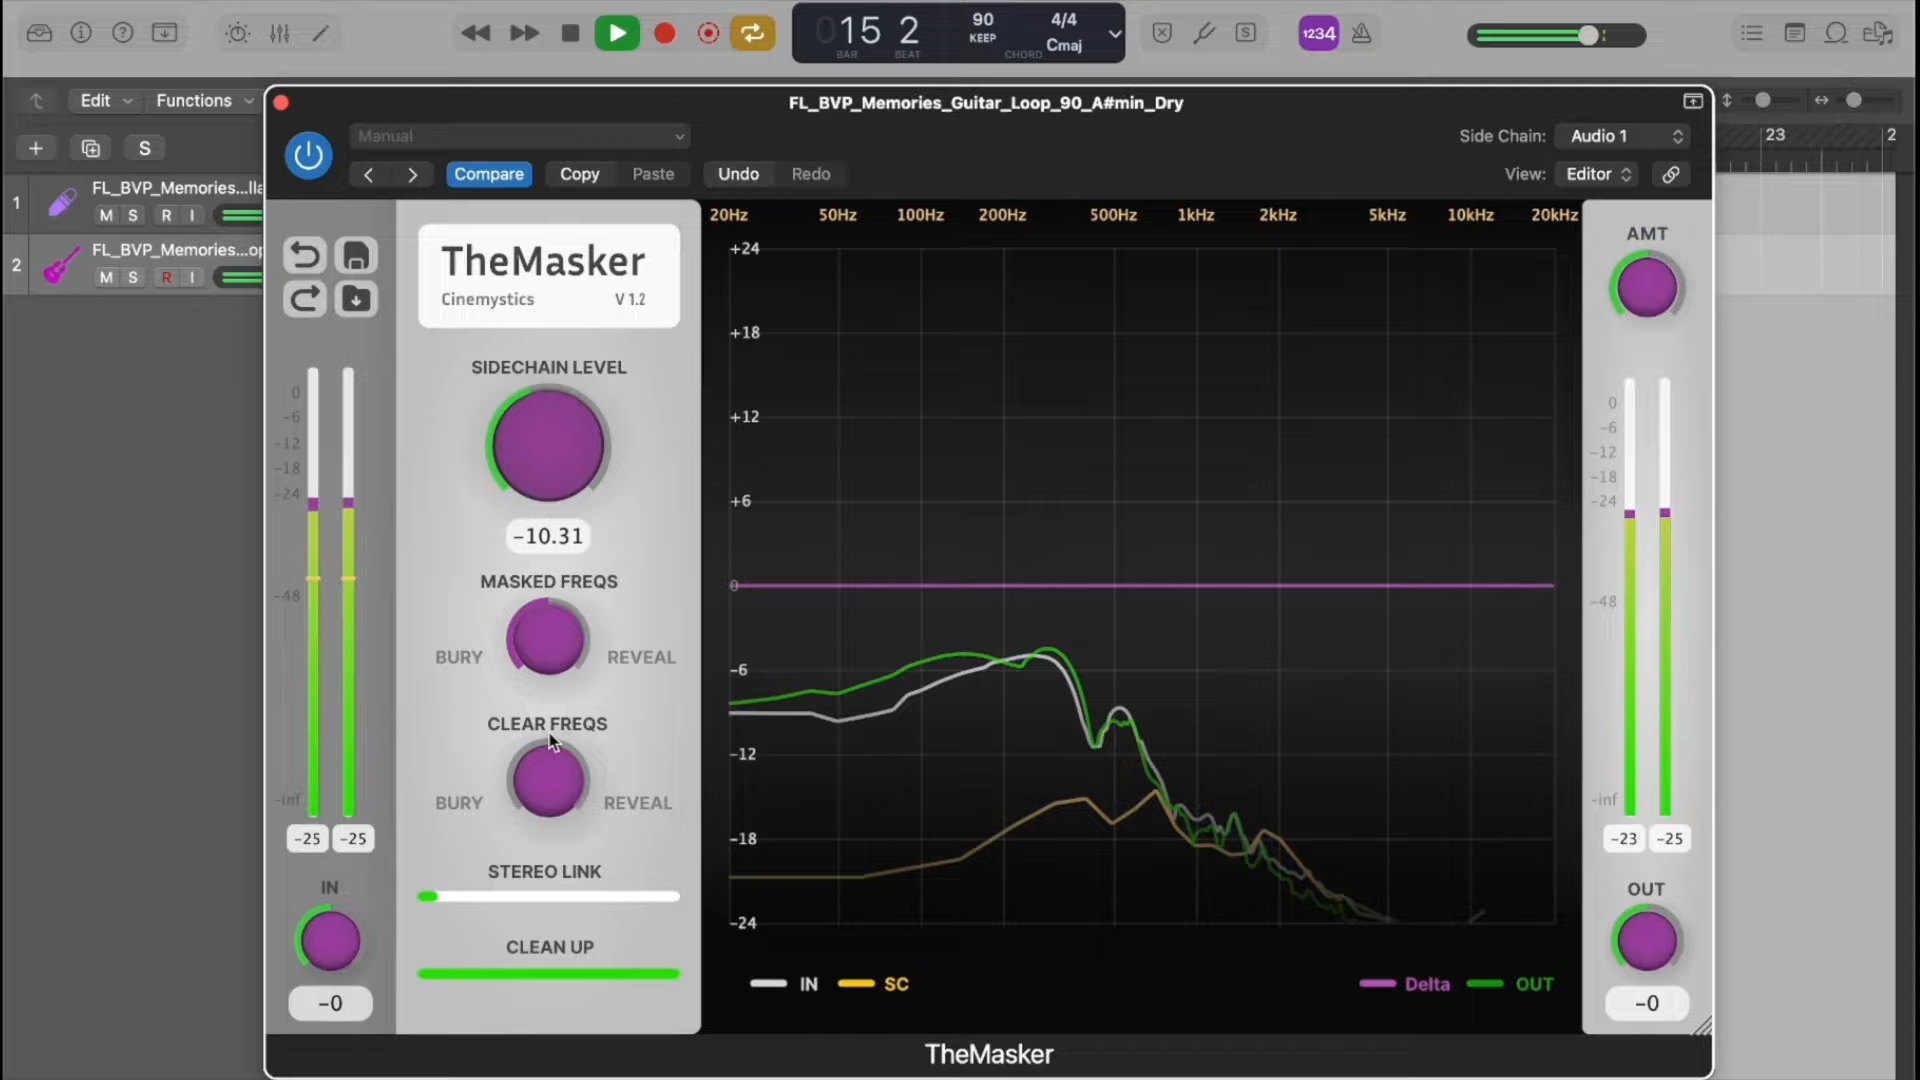 015 2
BAR BEAT
90
KEEP
4/4
Cmaj
CHORD
S
1234
Edit Functions
S
1 FL_BVP_Memories...lla
M S R I
2 FL_BVP_Memories...op
M S R I
23 2
FL_BVP_Memories_Guitar_Loop_90_A#min_Dry
Manual
Side Chain: Audio 1
Compare Copy Paste Undo Redo
View: Editor
TheMasker
Cinemystics V 1.2
SIDECHAIN LEVEL
-10.31
MASKED FREQS
BURY REVEAL
CLEAR FREQS
BURY REVEAL
STEREO LINK
CLEAN UP
0
-6
-12
-18
-24
-48
-inf
-25 -25
IN
-0
20Hz 50Hz 100Hz 200Hz 500Hz 1kHz 2kHz 5kHz 10kHz 20kHz
+24
+18
+12
+6
0
-6
-12
-18
-24
IN SC Delta OUT
AMT
0
-6
-12
-18
-24
-48
-inf
-23 -25
OUT
-0
TheMasker